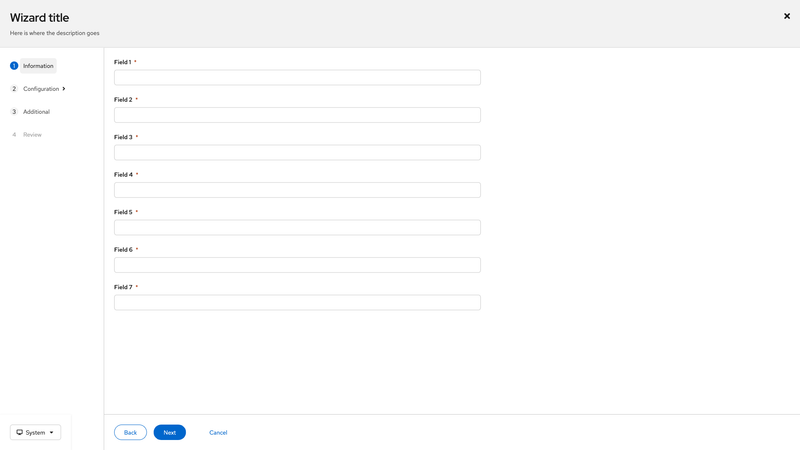 Wizard title
Here is where the description goes
1 Information
2 Configuration
3 Additional
4 Review
Field 1 *
Field 2 *
Field 3 *
Field 4 *
Field 5 *
Field 6 *
Field 7 *
System
Back Next Cancel